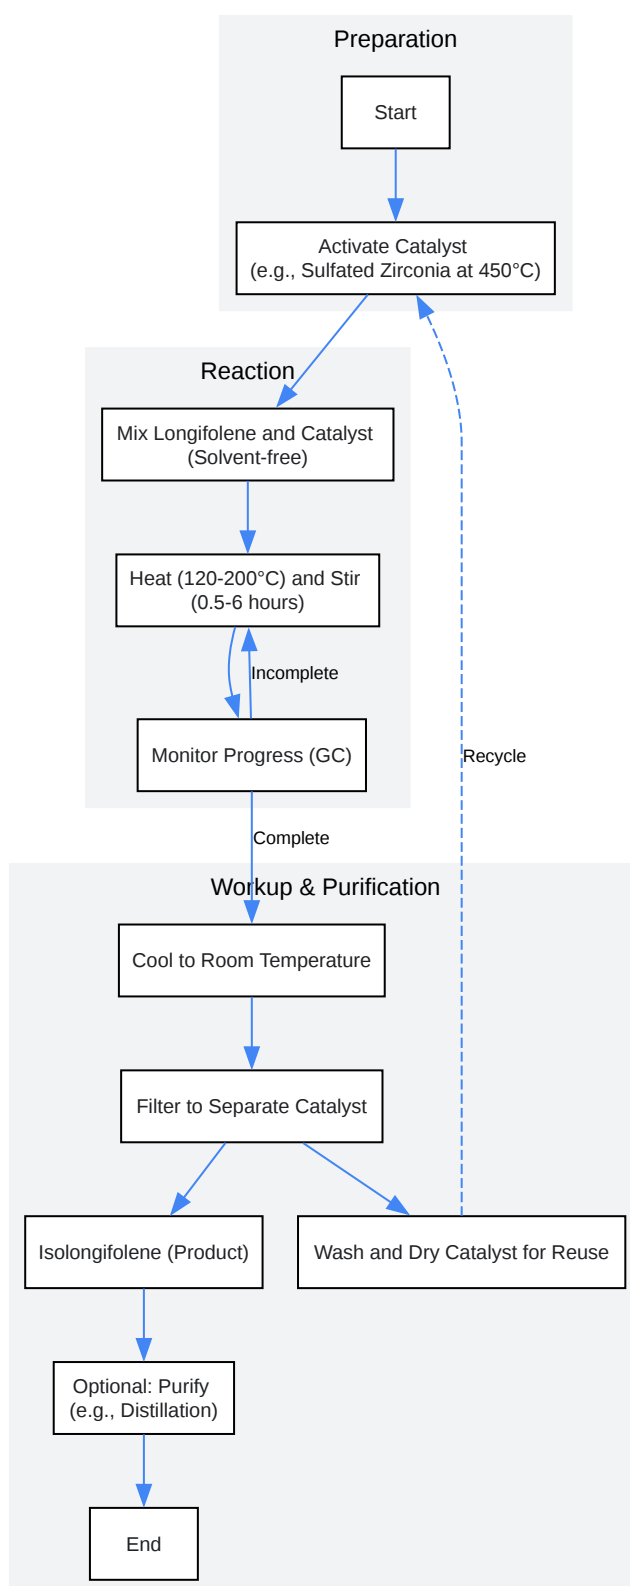 Preparation
Start
Activate Catalyst
(e.g., Sulfated Zirconia at 450°C)
Reaction
Mix Longifolene and Catalyst
(Solvent-free)
Heat (120-200°C) and Stir
(0.5-6 hours)
Incomplete
Monitor Progress (GC)
Recycle
Complete
Workup & Purification
Cool to Room Temperature
Filter to Separate Catalyst
Isolongifolene (Product)
Wash and Dry Catalyst for Reuse
Optional: Purify
(e.g., Distillation)
End